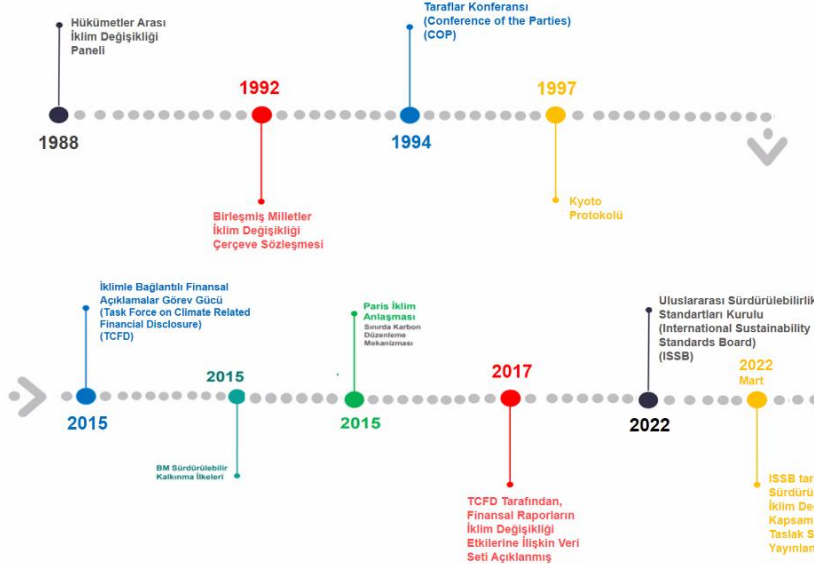 Hükümetler Arası
İklim Değişikliği
Paneli
1988
1992
Birleşmiş Milletler
İklim Değişikliği
Çerçeve Sözleşmesi
Taraflar Konferansı
(Conference of the Parties)
(COP)
1994
1997
Kyoto
Protokolü
İklimle Bağlantılı Finansal
Açıklamalar Görev Gücü
(Task Force on Climate Related
Financial Disclosure)
(TCFD)
2015
2015
BM Sürdürülebilir
Kalkınma İlkeleri
Paris İklim
Anlaşması
Sınırda Karbon
Düzenleme
Mekanizması
2015
2017
TCFD Tarafından,
Finansal Raporların
İklim Değişikliği
Etkilerine İlişkin Veri
Seti Açıklanmış
Uluslararası Sürdürülebilirlik
Standartları Kurulu
(International Sustainability
Standards Board)
(ISSB)
2022
2022
Mart
ISSB
İklim
Taslak